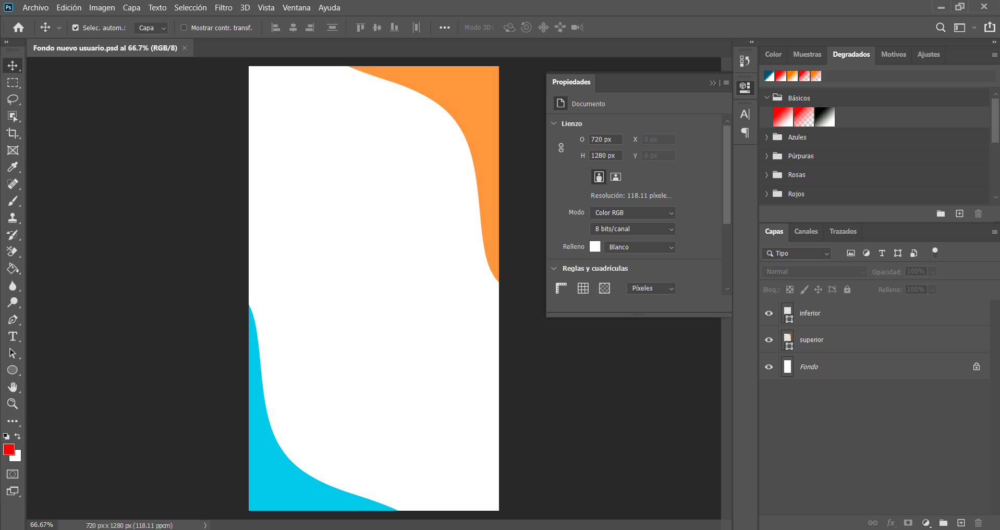 Ps Archivo Edición Imagen Capa Texto Selección Filtro 3D Vista Ventana Ayuda
Selec. autom.: Capa Mostrar contr. transf. Modo 3D:
Fondo nuevo usuario.psd al 66.7% (RGB/8)
Color Muestras Degradados Motivos Ajustes
Básicos
Azules
Púrpuras
Rosas
Rojos
Propiedades
Documento
Lienzo
O 720 px X 0 px
H 1280 px Y 0 px
Resolución: 118.11 píxele...
Modo Color RGB
8 bits/canal
Relleno Blanco
Reglas y cuadrículas
Píxeles
Capas Canales Trazados
Tipo
Normal Opacidad: 100%
Bloq.: Relleno: 100%
inferior
superior
Fondo
66.67% 720 px x 1280 px (118.11 ppcm)
fx